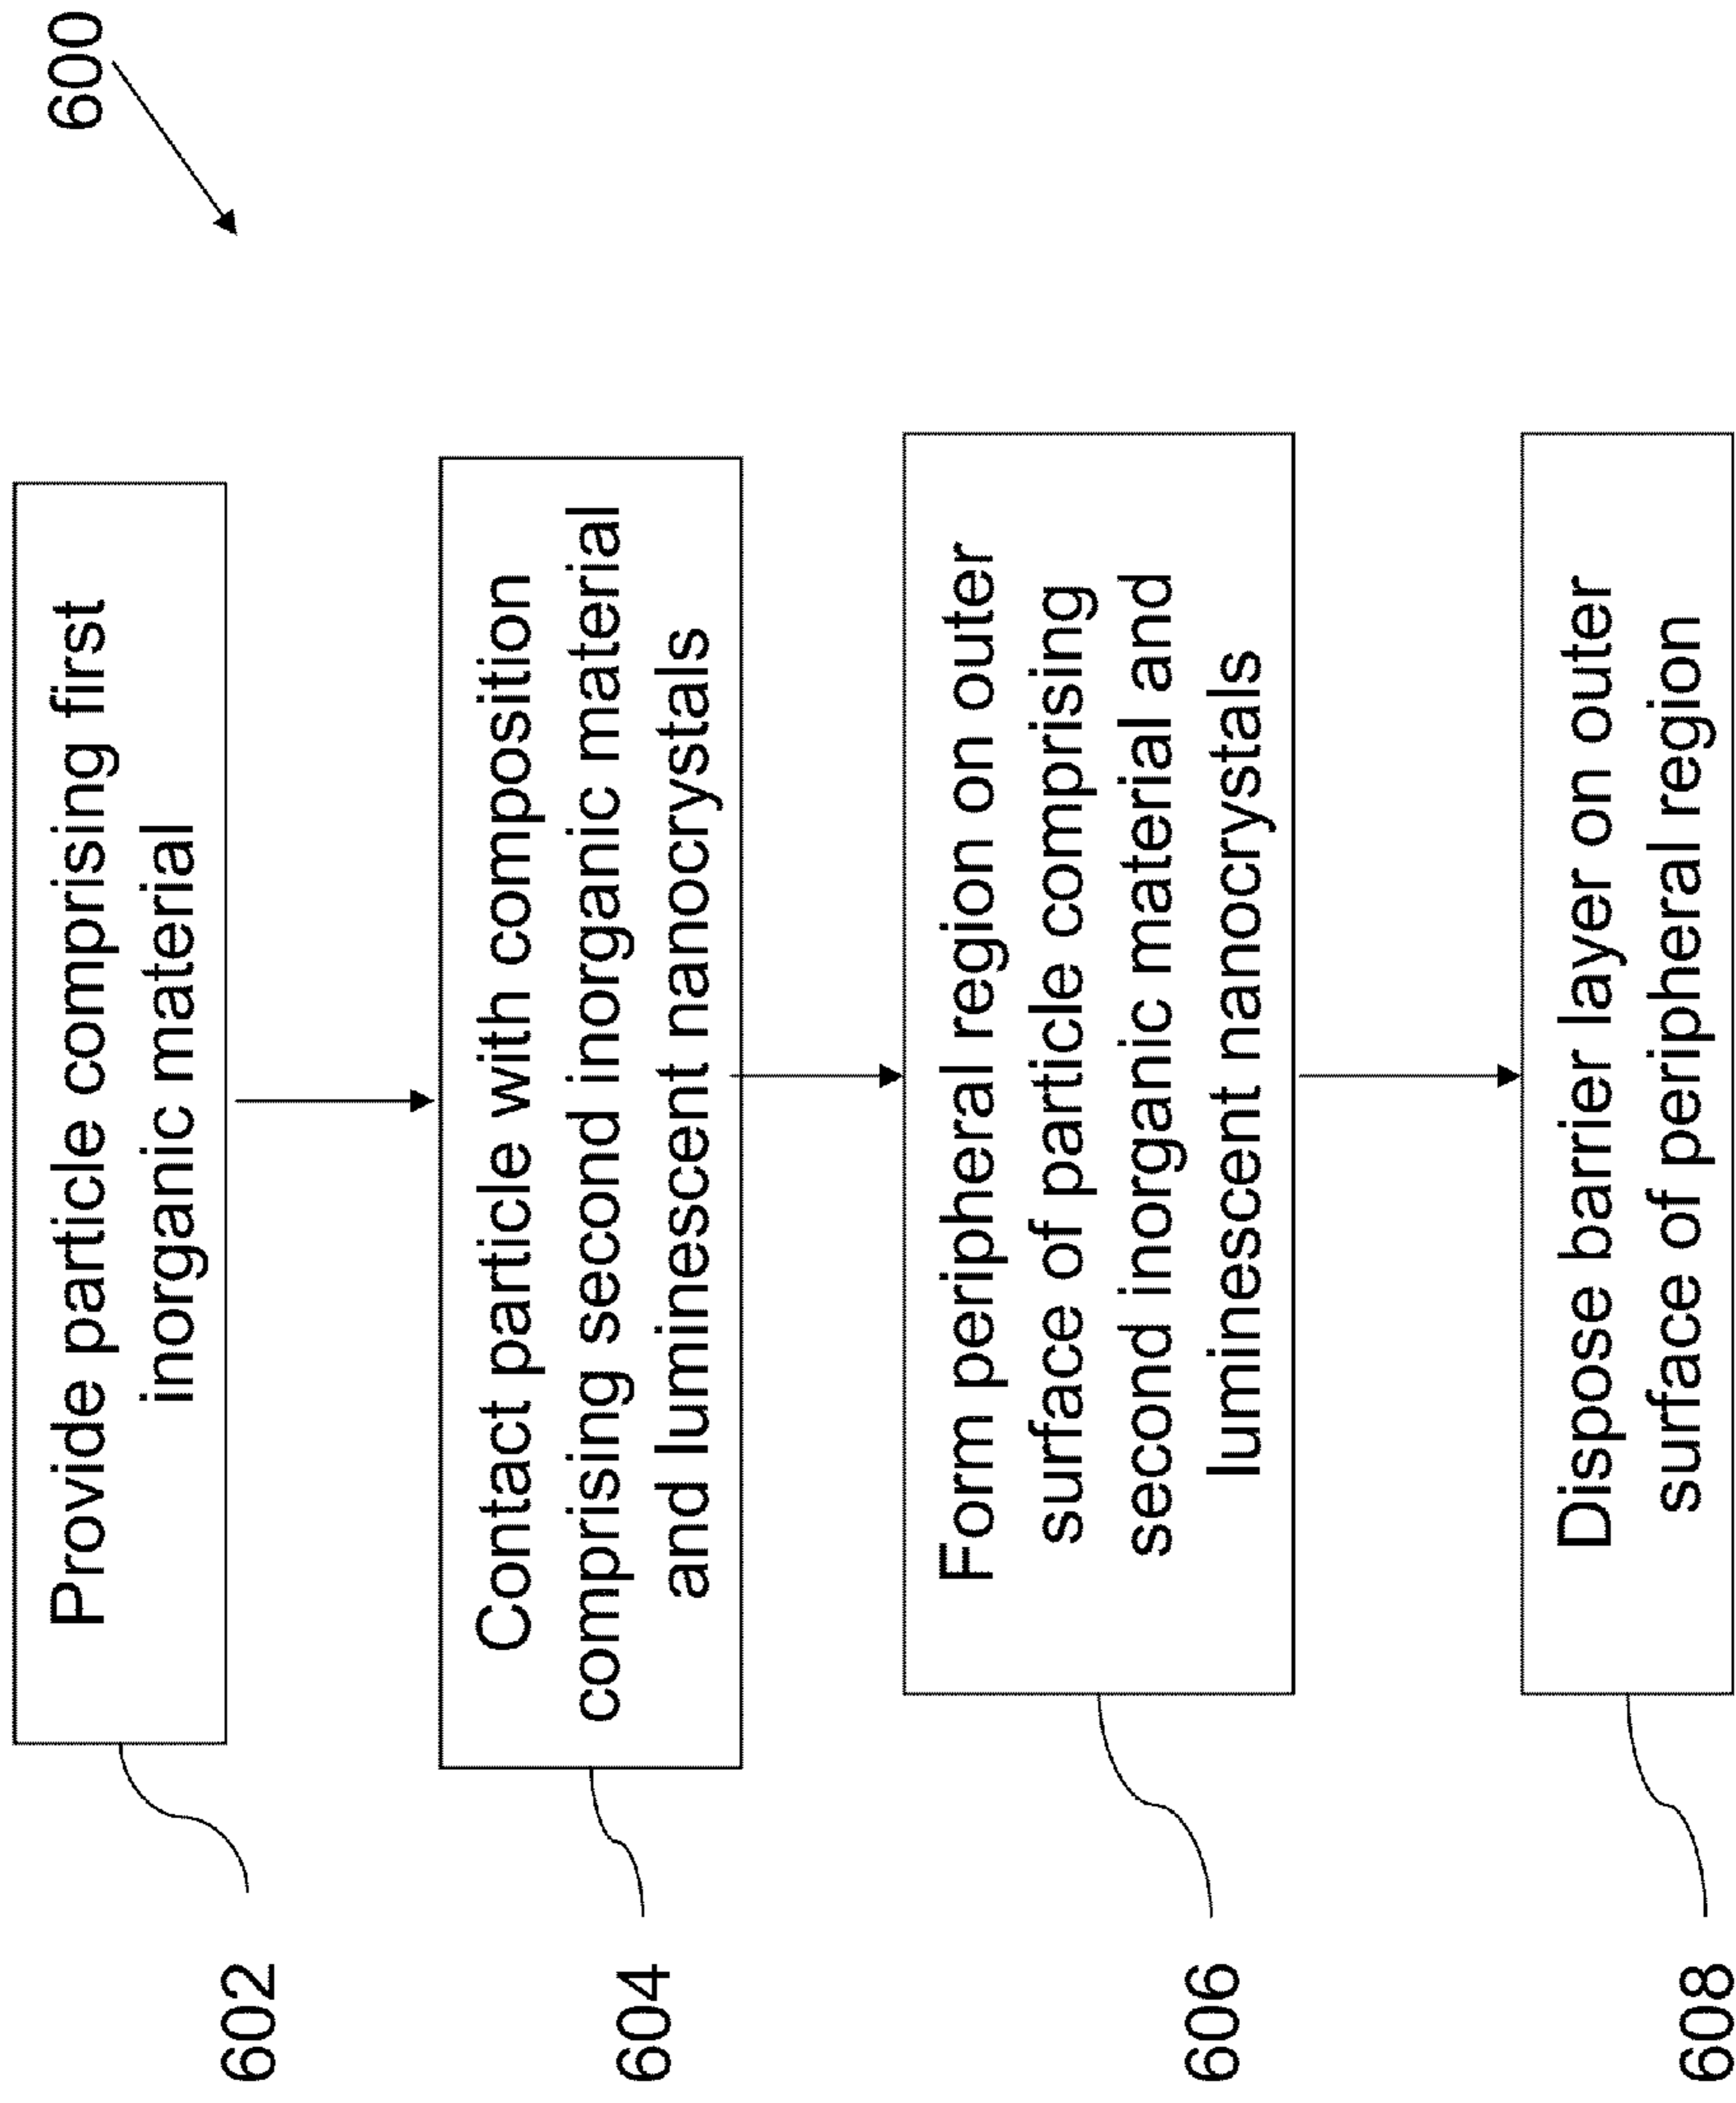 600
Provide particle comprising first
inorganic material
602
Contact particle with composition
comprising second inorganic material
and luminescent nanocrystals
604
Form peripheral region on outer
surface of particle comprising
second inorganic material and
luminescent nanocrystals
606
Dispose barrier layer on outer
surface of peripheral region
608